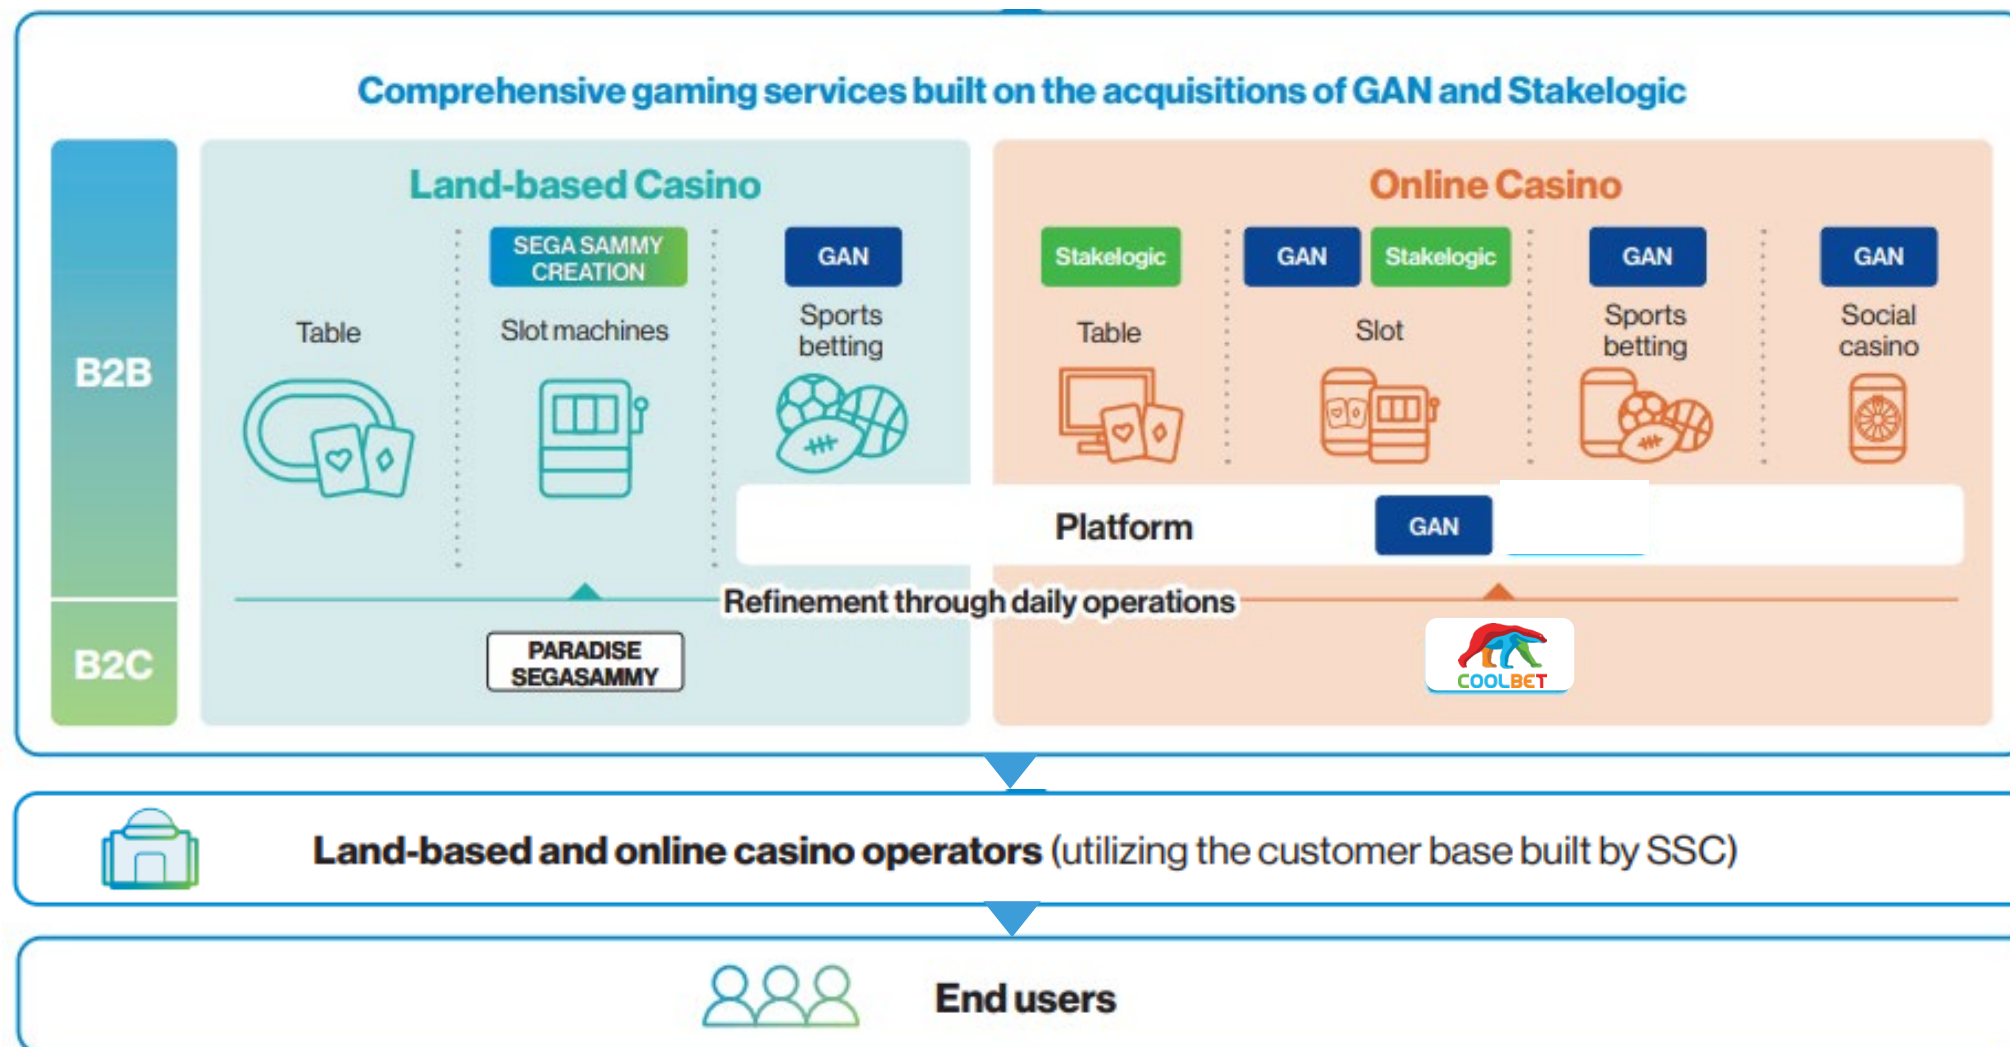 Comprehensive gaming services built on the acquisitions of GAN and Stakelogic
B2B
Land-based Casino
SEGA SAMMY
CREATION
GAN
Table
Slot machines
Sports
betting
Online Casino
Stakelogic
GAN
Stakelogic
GAN
GAN
Table
Slot
Sports
betting
Social
casino
Platform
GAN
Refinement through daily operations
B2C
PARADISE
SEGASAMMY
COOLBET
Land-based and online casino operators (utilizing the customer base built by SSC)
End users